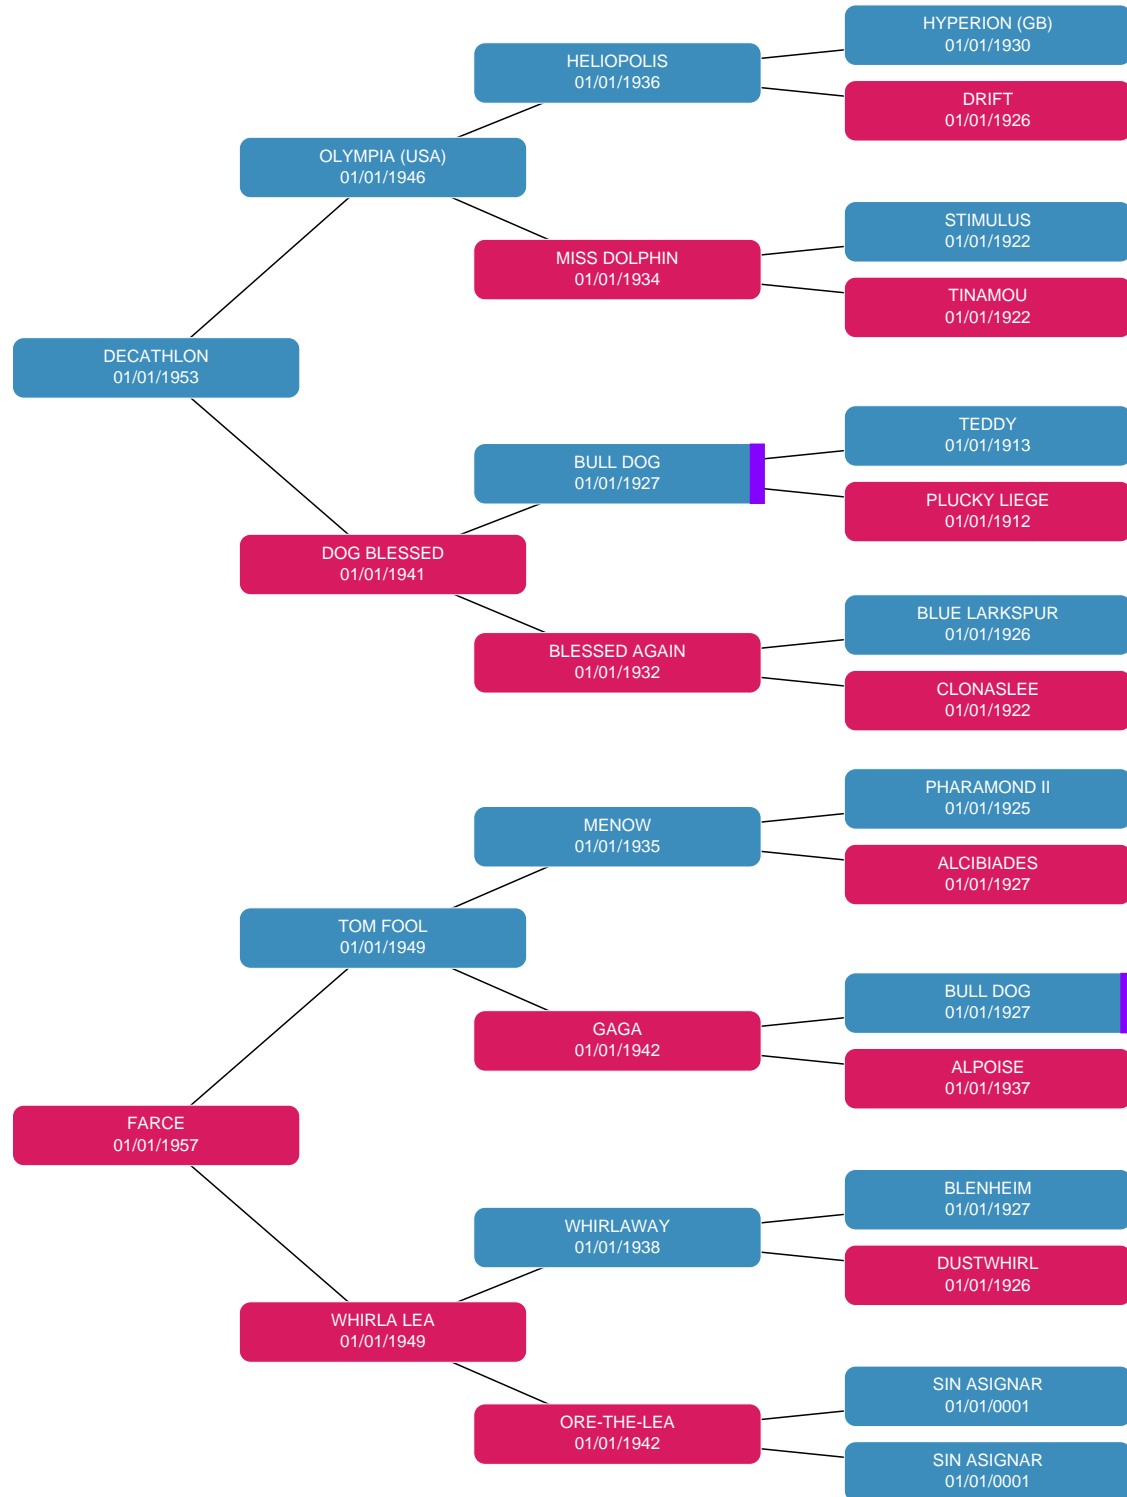 HYPERION (GB)
01/01/1930
HELIOPOLIS
01/01/1936
DRIFT
01/01/1926
OLYMPIA (USA)
01/01/1946
STIMULUS
01/01/1922
MISS DOLPHIN
01/01/1934
TINAMOU
01/01/1922
DECATHLON
01/01/1953
TEDDY
01/01/1913
BULL DOG
01/01/1927
PLUCKY LIEGE
01/01/1912
DOG BLESSED
01/01/1941
BLUE LARKSPUR
01/01/1926
BLESSED AGAIN
01/01/1932
CLONASLEE
01/01/1922
PHARAMOND II
01/01/1925
MENOW
01/01/1935
ALCIBIADES
01/01/1927
TOM FOOL
01/01/1949
BULL DOG
01/01/1927
GAGA
01/01/1942
ALPOISE
01/01/1937
FARCE
01/01/1957
BLENHEIM
01/01/1927
WHIRLAWAY
01/01/1938
DUSTWHIRL
01/01/1926
WHIRLA LEA
01/01/1949
SIN ASIGNAR
01/01/0001
ORE-THE-LEA
01/01/1942
SIN ASIGNAR
01/01/0001